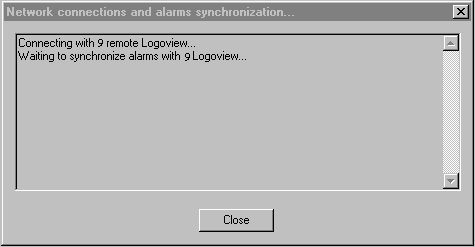 Network connections and alarms synchronization...
Connecting with 9 remote Logoview...
Waiting to synchronize alarms with 9 Logoview...
Close